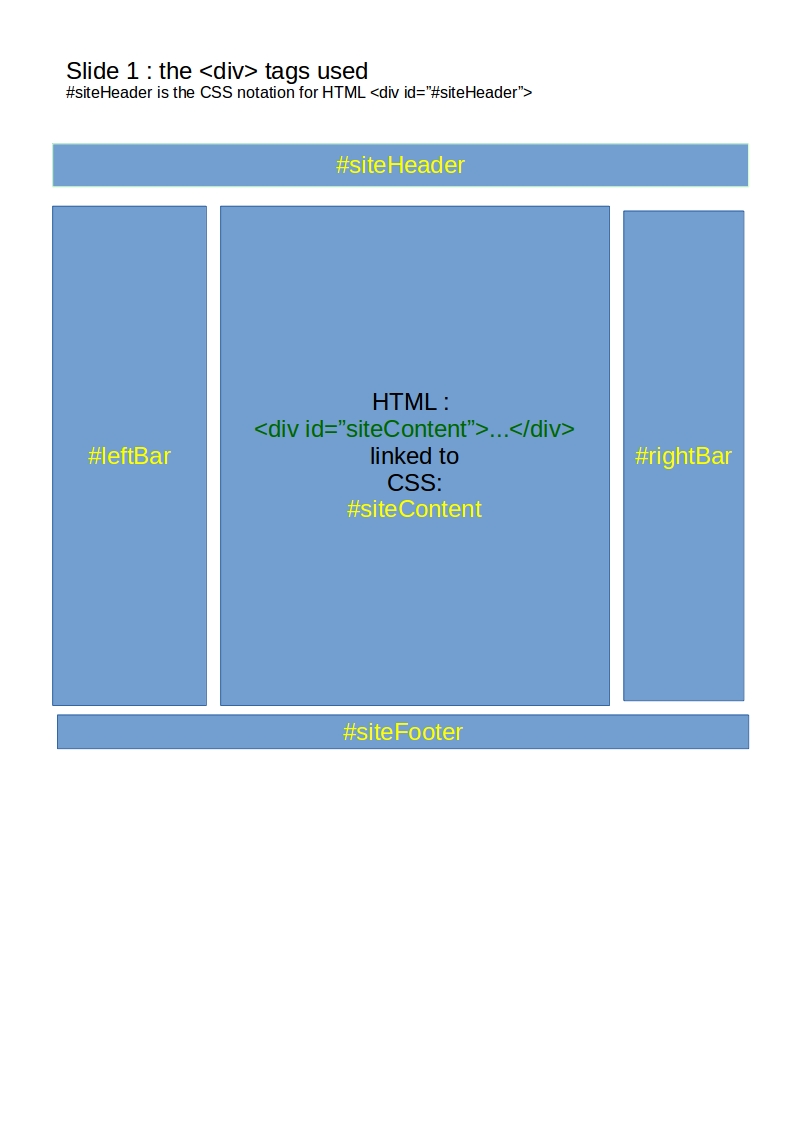 Slide 1 : the <div> tags used
#siteHeader is the CSS notation for HTML <div id=”#siteHeader”>
#siteHeader
#leftBar
HTML :
<div id=”siteContent”>...</div>
linked to
CSS:
#siteContent
#rightBar
#siteFooter